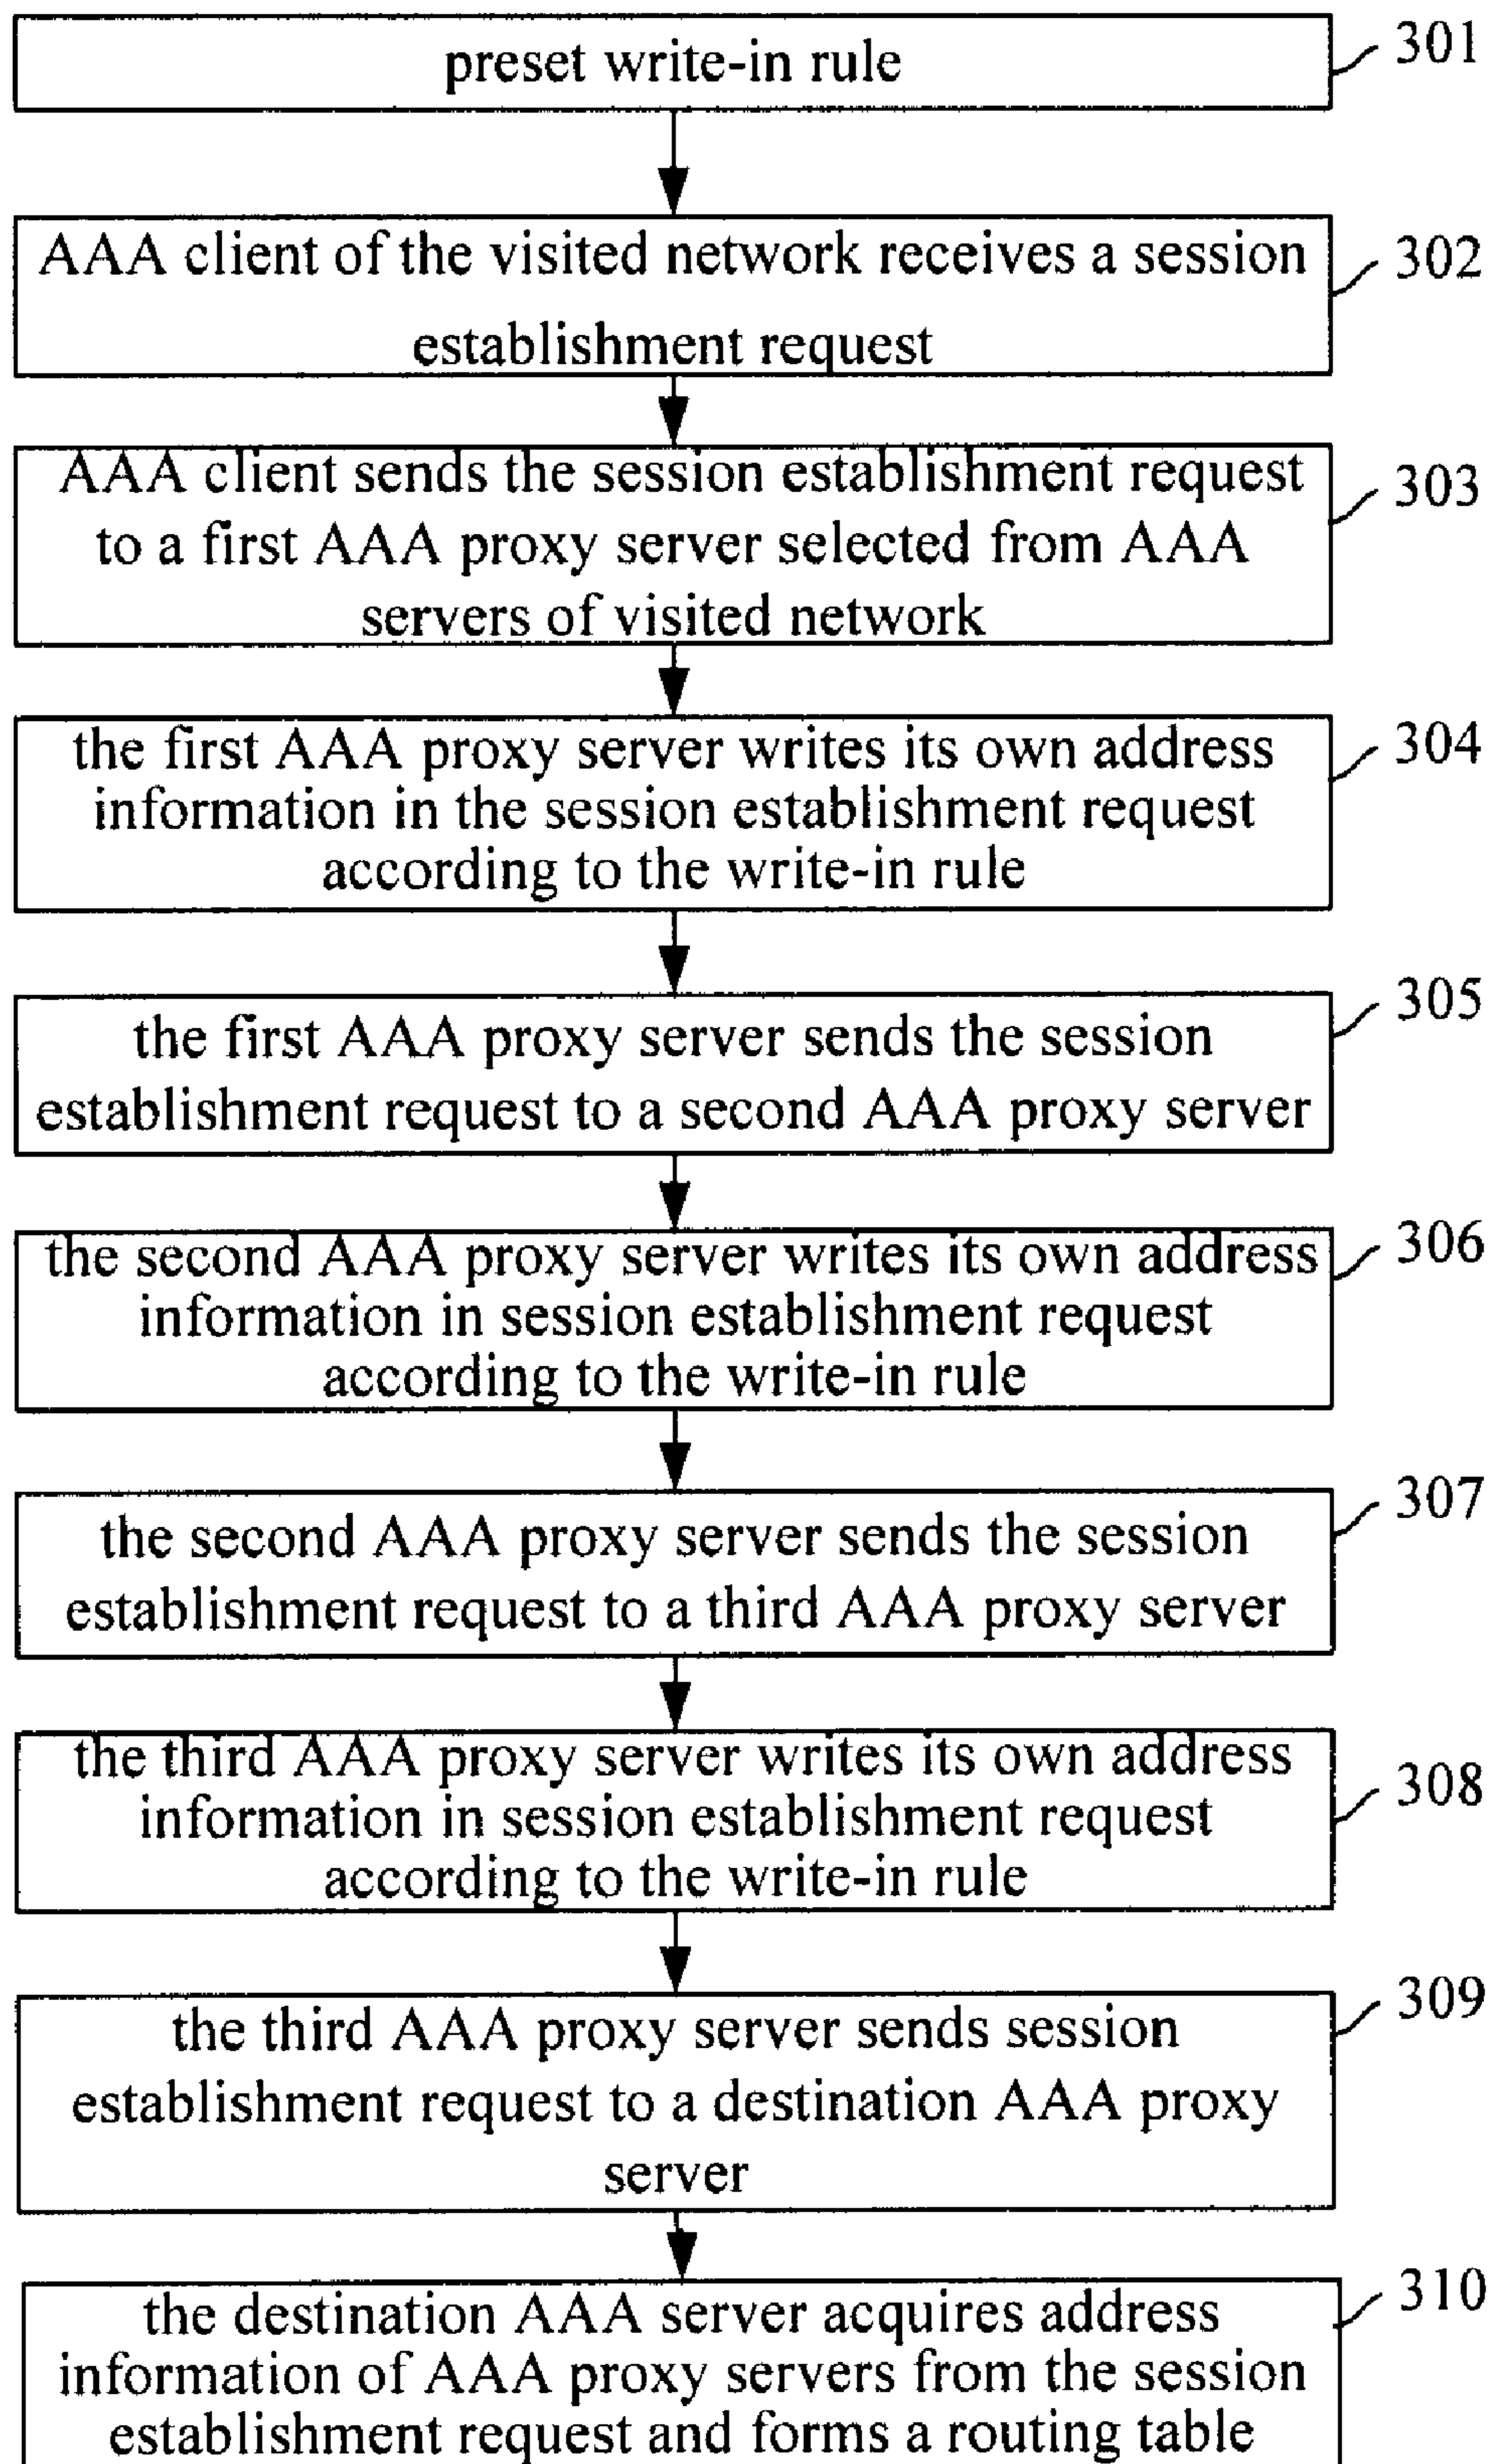 preset write-in rule
301
AAA client of the visited network receives a session
establishment request
302
AAA client sends the session establishment request
to a first AAA proxy server selected from AAA
servers of visited network
303
the first AAA proxy server writes its own address
information in the session establishment request
according to the write-in rule
304
the first AAA proxy server sends the session
establishment request to a second AAA proxy server
305
the second AAA proxy server writes its own address
information in session establishment request
according to the write-in rule
306
the second AAA proxy server sends the session
establishment request to a third AAA proxy server
307
the third AAA proxy server writes its own address
information in session establishment request
according to the write-in rule
308
the third AAA proxy server sends session
establishment request to a destination AAA proxy
server
309
the destination AAA server acquires address
information of AAA proxy servers from the session
establishment request and forms a routing table
310